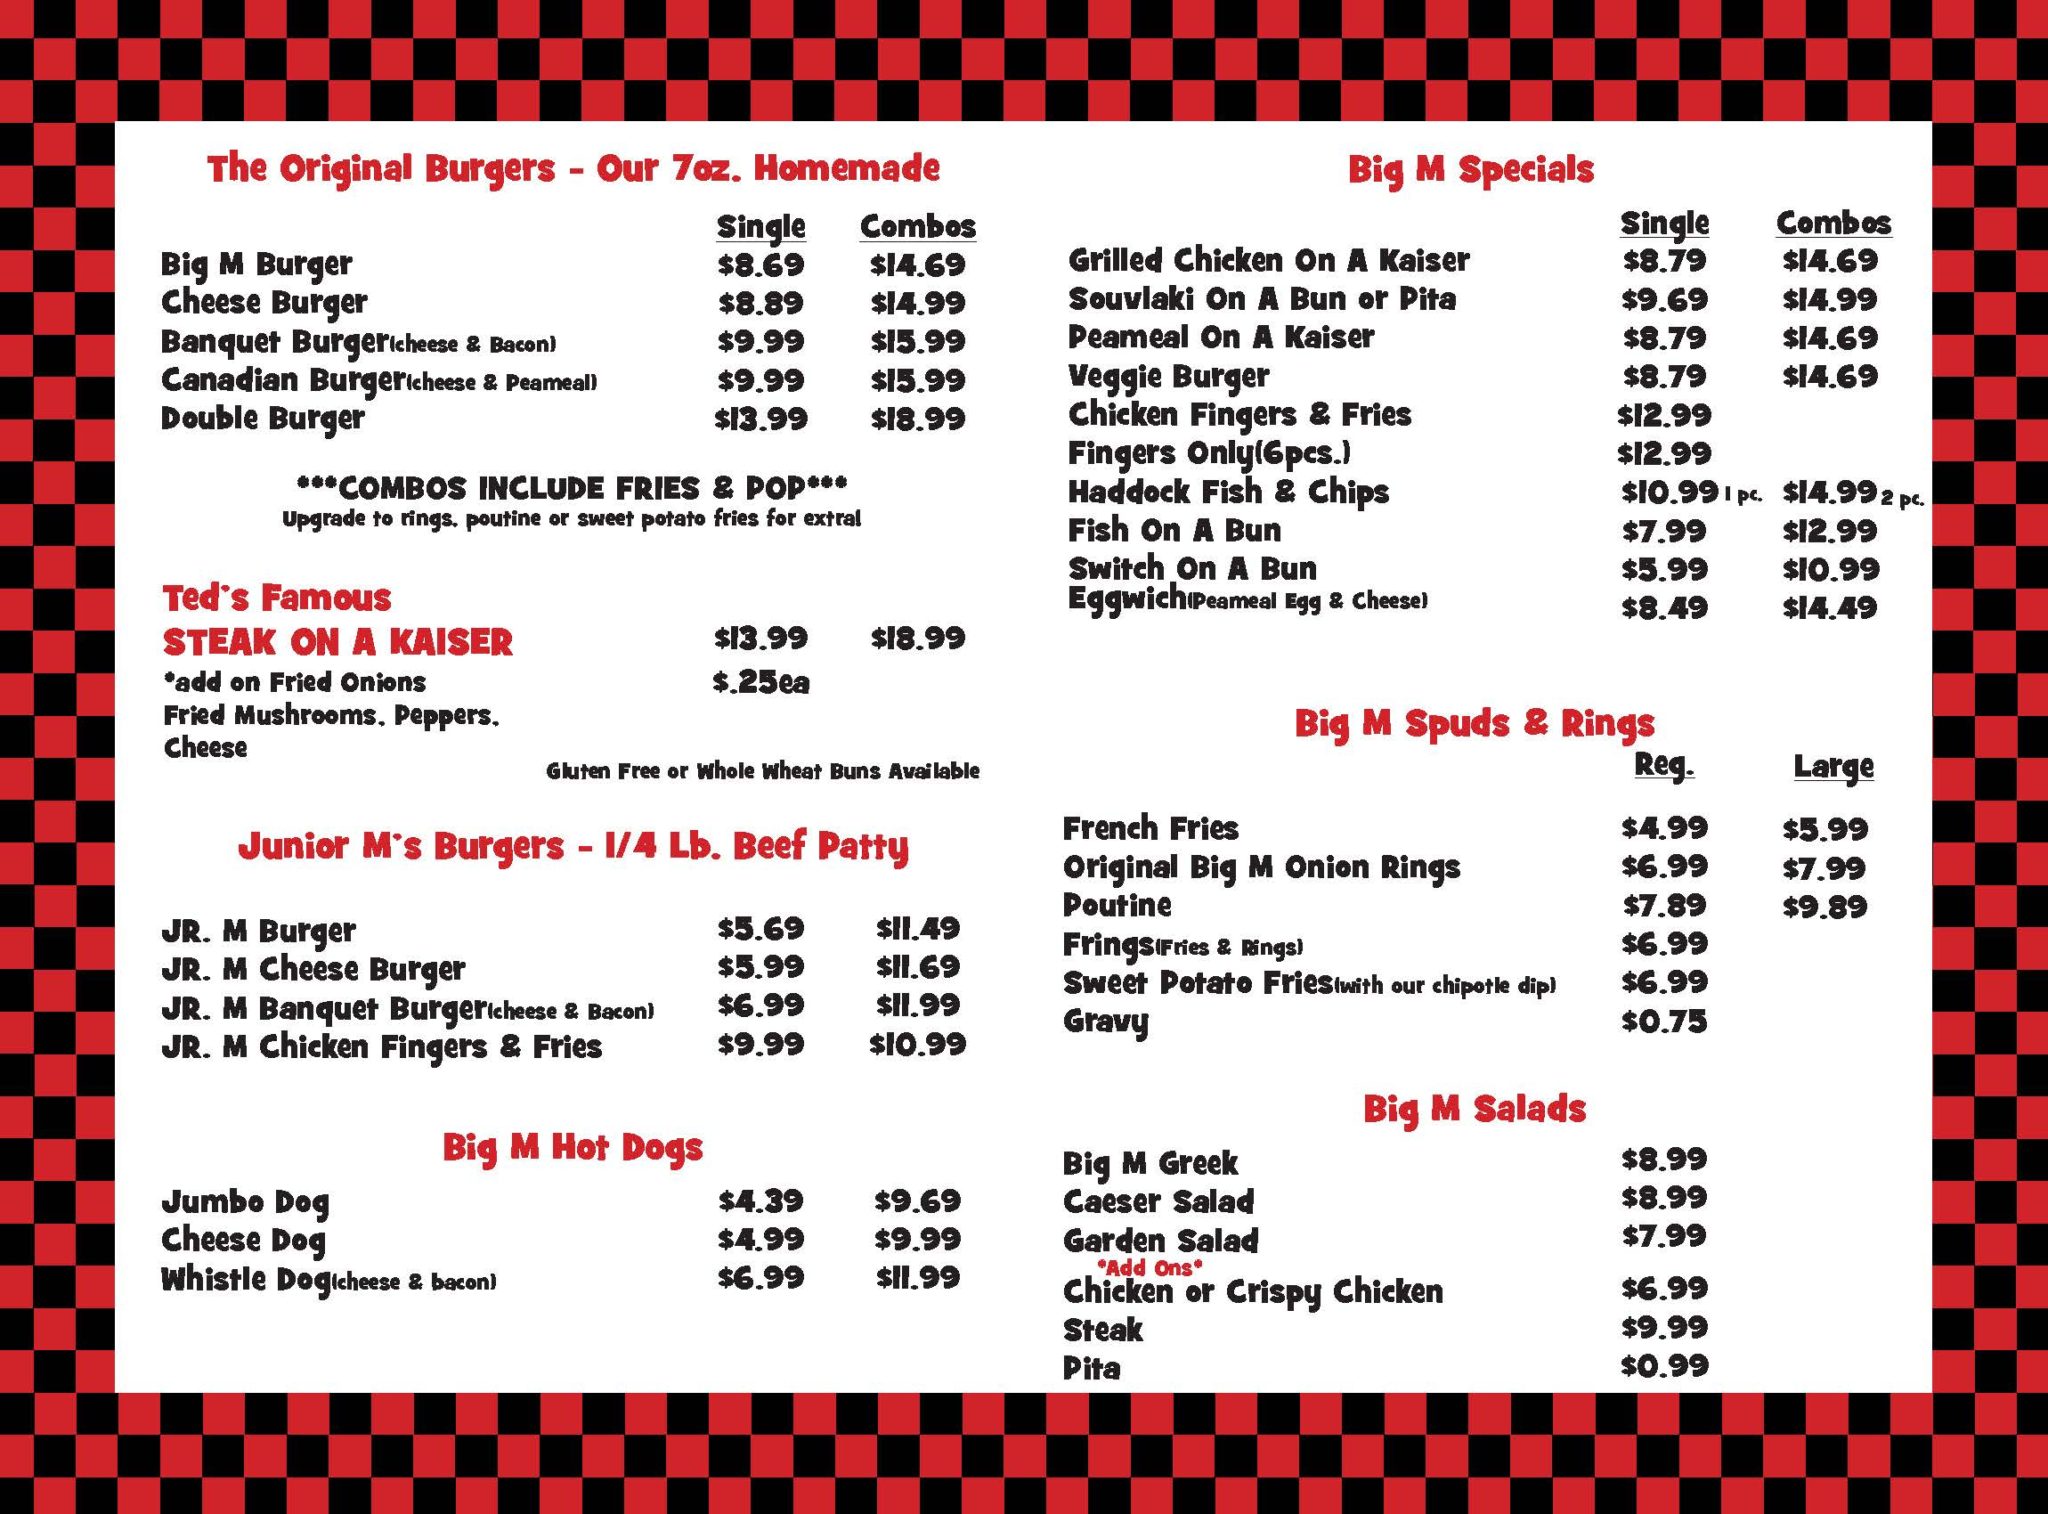 The Original Burgers - Our 7oz. Homemade
Single Combos
Big M Burger $8.69 $14.69
Cheese Burger $8.89 $14.99
Banquet Burger(cheese & Bacon) $9.99 $15.99
Canadian Burger(cheese & Peameal) $9.99 $15.99
Double Burger $13.99 $18.99
***COMBOS INCLUDE FRIES & POP***
Upgrade to rings, poutine or sweet potato fries for extra!
Ted's Famous
STEAK ON A KAISER $13.99 $18.99
*add on Fried Onions $.25ea
Fried Mushrooms, Peppers,
Cheese
Gluten Free or Whole Wheat Buns Available
Junior M's Burgers - 1/4 Lb. Beef Patty
JR. M Burger $5.69 $11.49
JR. M Cheese Burger $5.99 $11.69
JR. M Banquet Burger(cheese & Bacon) $6.99 $11.99
JR. M Chicken Fingers & Fries $9.99 $10.99
Big M Hot Dogs
Jumbo Dog $4.39 $9.69
Cheese Dog $4.99 $9.99
Whistle Dog(cheese & bacon) $6.99 $11.99
Big M Specials
Single Combos
Grilled Chicken On A Kaiser $8.79 $14.69
Souvlaki On A Bun or Pita $9.69 $14.99
Peameal On A Kaiser $8.79 $14.69
Veggie Burger $8.79 $14.69
Chicken Fingers & Fries $12.99
Fingers Only(6pcs.) $12.99
Haddock Fish & Chips $10.99 1 pc. $14.99 2 pc.
Fish On A Bun $7.99 $12.99
Switch On A Bun $5.99 $10.99
Eggwich(Peameal Egg & Cheese) $8.49 $14.49
Big M Spuds & Rings
Reg. Large
French Fries $4.99 $5.99
Original Big M Onion Rings $6.99 $7.99
Poutine $7.89 $9.89
Frings(Fries & Rings) $6.99
Sweet Potato Fries(with our chipotle dip) $6.99
Gravy $0.75
Big M Salads
Big M Greek $8.99
Caeser Salad $8.99
Garden Salad $7.99
*Add Ons*
Chicken or Crispy Chicken $6.99
Steak $9.99
Pita $0.99